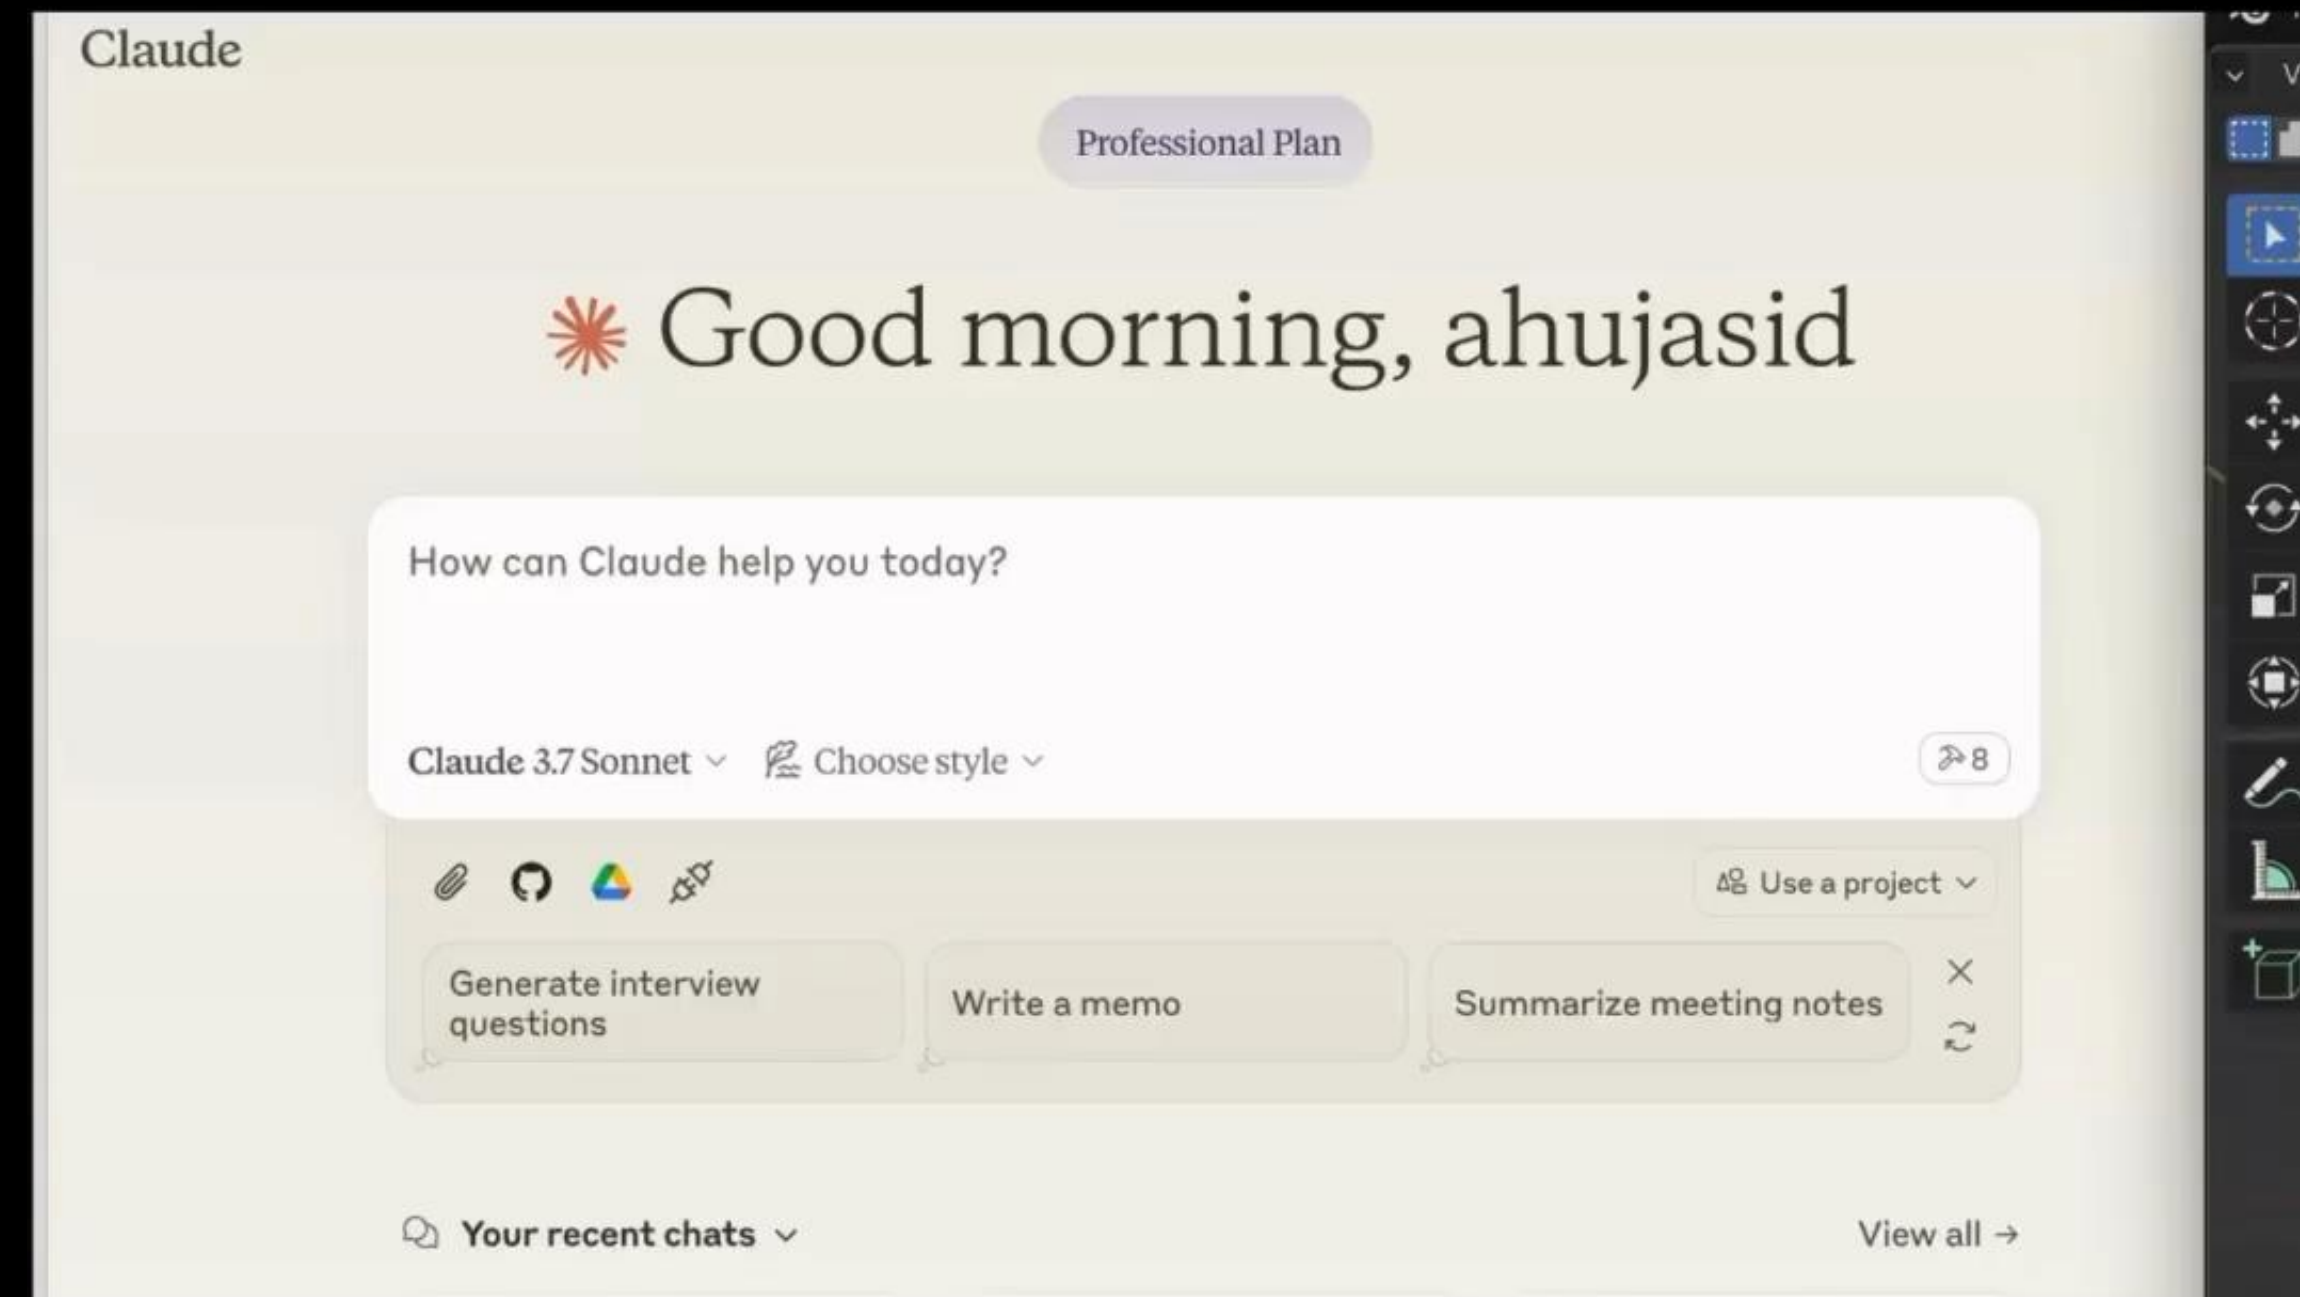 Claude
Professional Plan
Good morning, ahujasid
How can Claude help you today?
Claude 3.7 Sonnet
Choose style
8
Use a project
Generate interview
questions
Write a memo
Summarize meeting notes
Your recent chats
View all →